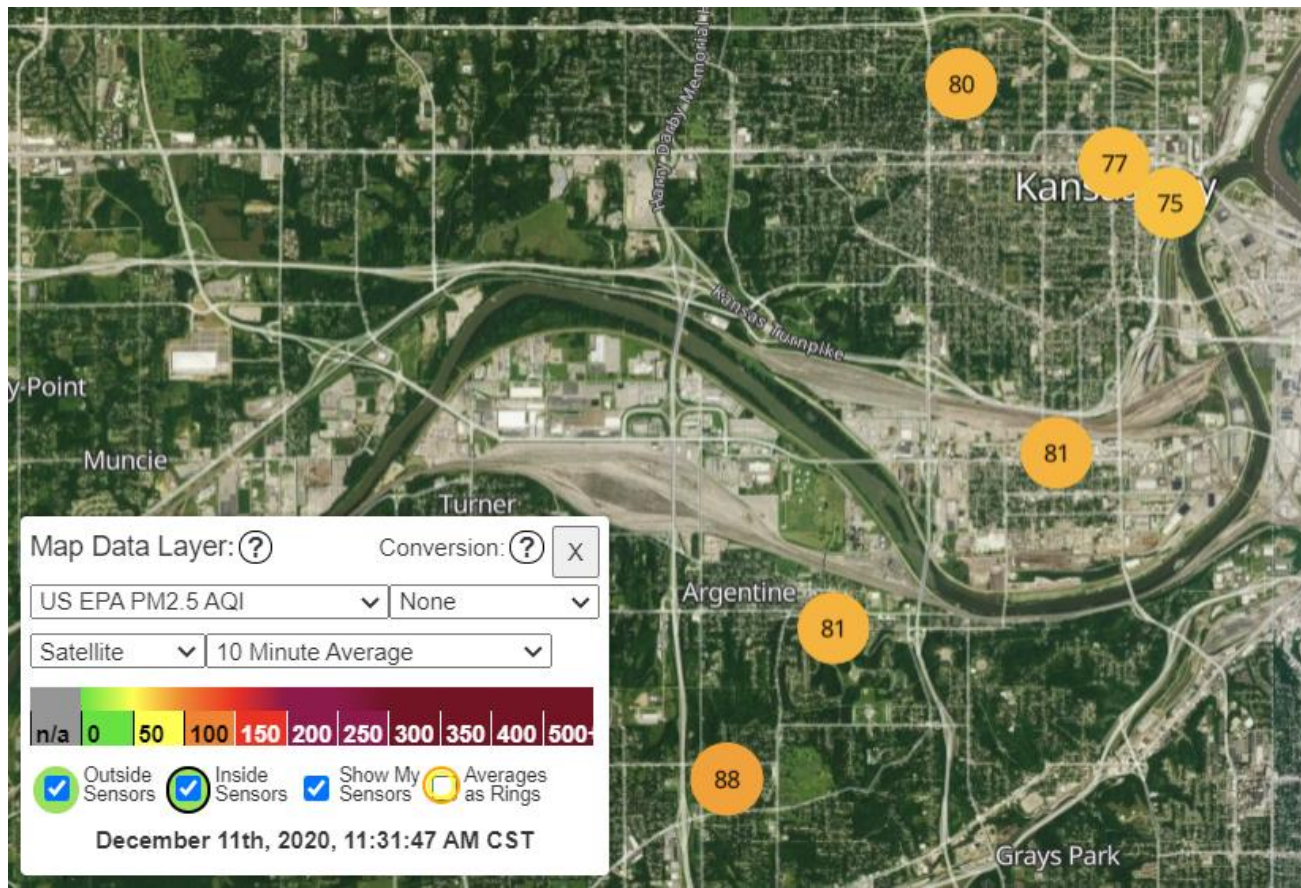 Harry Darby Memorial H
80
77
Kansas
y
75
Kansas Turnpike
y Point
81
Muncie
Turner
Argentine
81
88
Grays Park
Map Data Layer: ?
Conversion: ?
X
US EPA PM2.5 AQI
None
Satellite
10 Minute Average
n/a 0 50 100 150 200 250 300 350 400 500+
Outside Sensors
Inside Sensors
Show My Sensors
Averages as Rings
December 11th, 2020, 11:31:47 AM CST